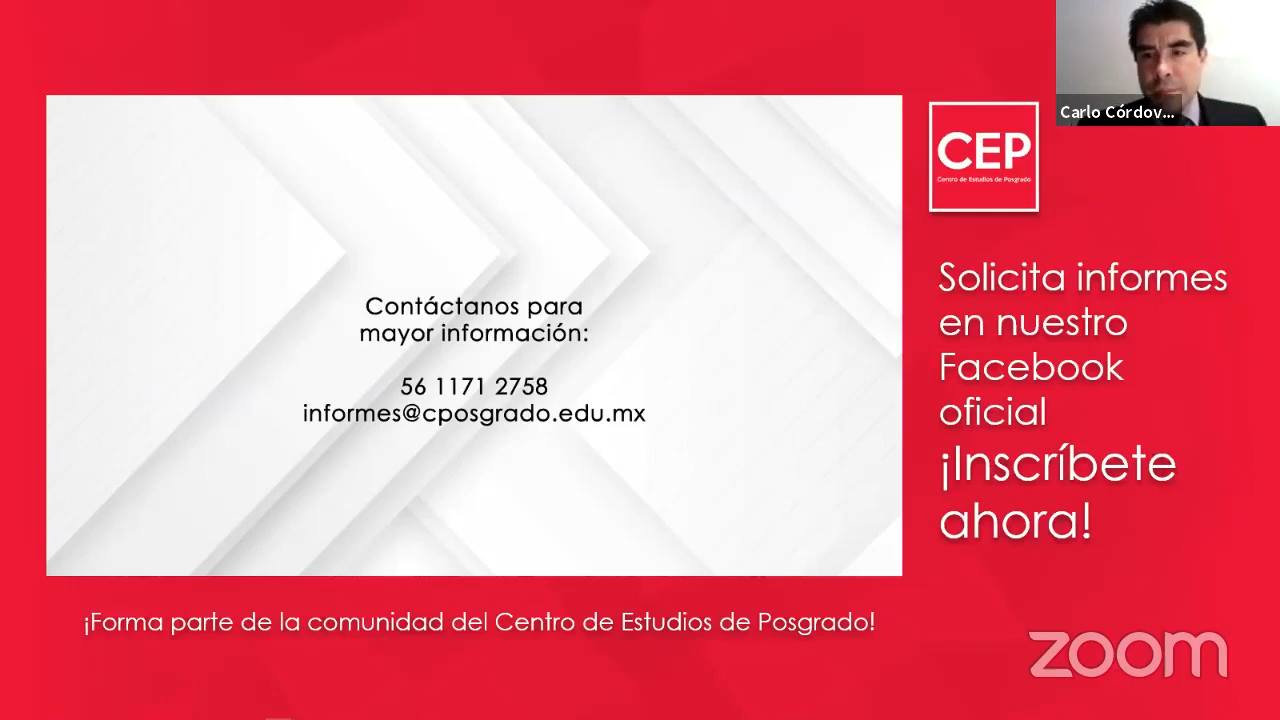 Carlo Córdov...
CEP
Centro de Estudios de Posgrado
Contáctanos para
mayor información:
56 1171 2758
informes@cposgrado.edu.mx
Solicita informes
en nuestro
Facebook
oficial
¡Inscríbete
ahora!
¡Forma parte de la comunidad del Centro de Estudios de Posgrado!
zoom